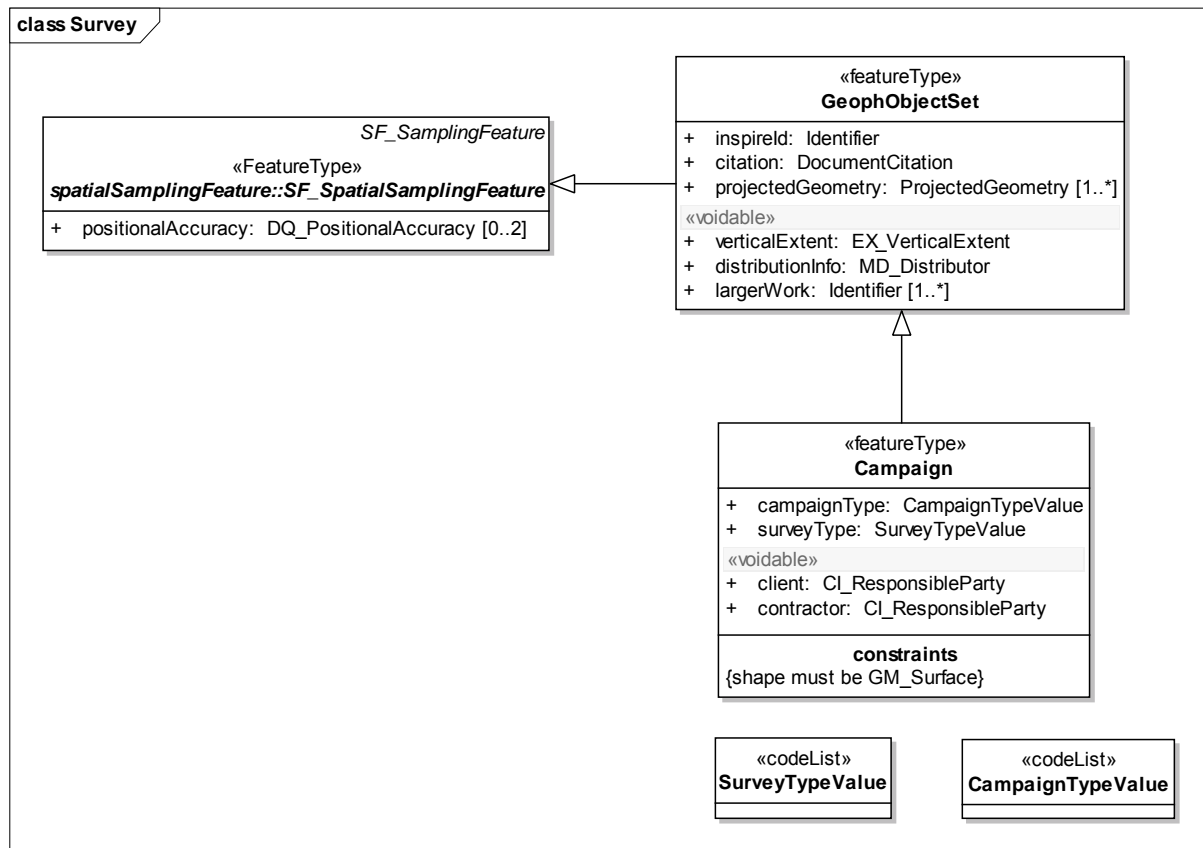 class Survey
SF_SamplingFeature
«FeatureType»
spatialSamplingFeature::SF_SpatialSamplingFeature
+ positionalAccuracy: DQ_PositionalAccuracy [0..2]
«featureType»
GeophObjectSet
+ inspireId: Identifier
+ citation: DocumentCitation
+ projectedGeometry: ProjectedGeometry [1..*]
«voidable»
+ verticalExtent: EX_VerticalExtent
+ distributionInfo: MD_Distributor
+ largerWork: Identifier [1..*]
«featureType»
Campaign
+ campaignType: CampaignTypeValue
+ surveyType: SurveyTypeValue
«voidable»
+ client: CI_ResponsibleParty
+ contractor: CI_ResponsibleParty
constraints
{shape must be GM_Surface}
«codeList»
SurveyTypeValue
«codeList»
CampaignTypeValue